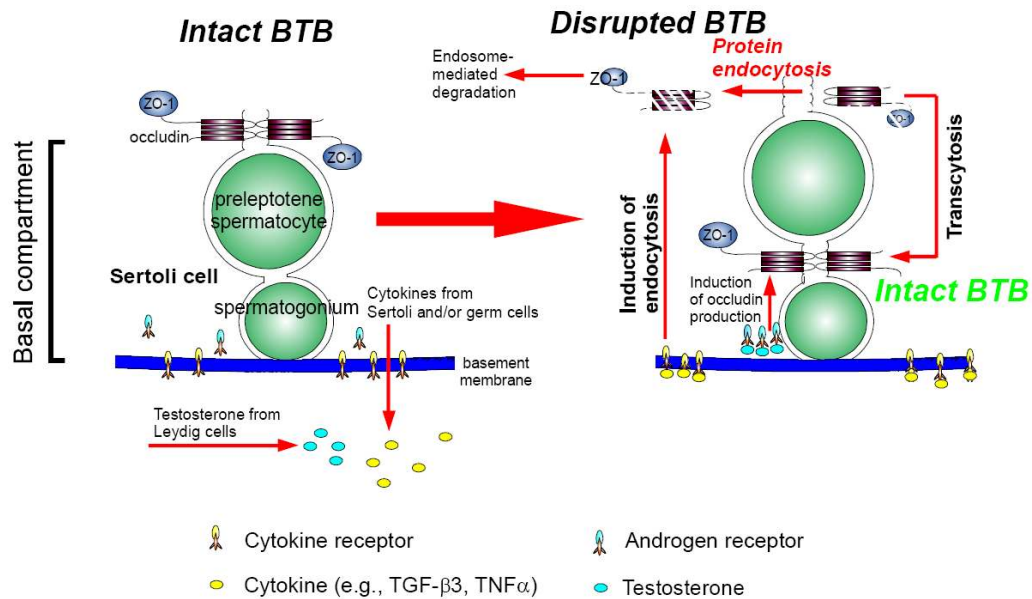 Intact BTB
Disrupted BTB
Endosome-
mediated
degradation
ZO-1
Protein
endocytosis
ZO-1
ZO-1
occludin
ZO-1
Basal compartment
preleptotene
spermatocyte
Sertoli cell
spermatogonium
Cytokines from
Sertoli and/or germ cells
basement
membrane
Testosterone from
Leydig cells
Induction of
endocytosis
ZO-1
Induction
of occludin
production
Transcytosis
Intact BTB
Cytokine receptor
Androgen receptor
Cytokine (e.g., TGF-β3, TNFα)
Testosterone